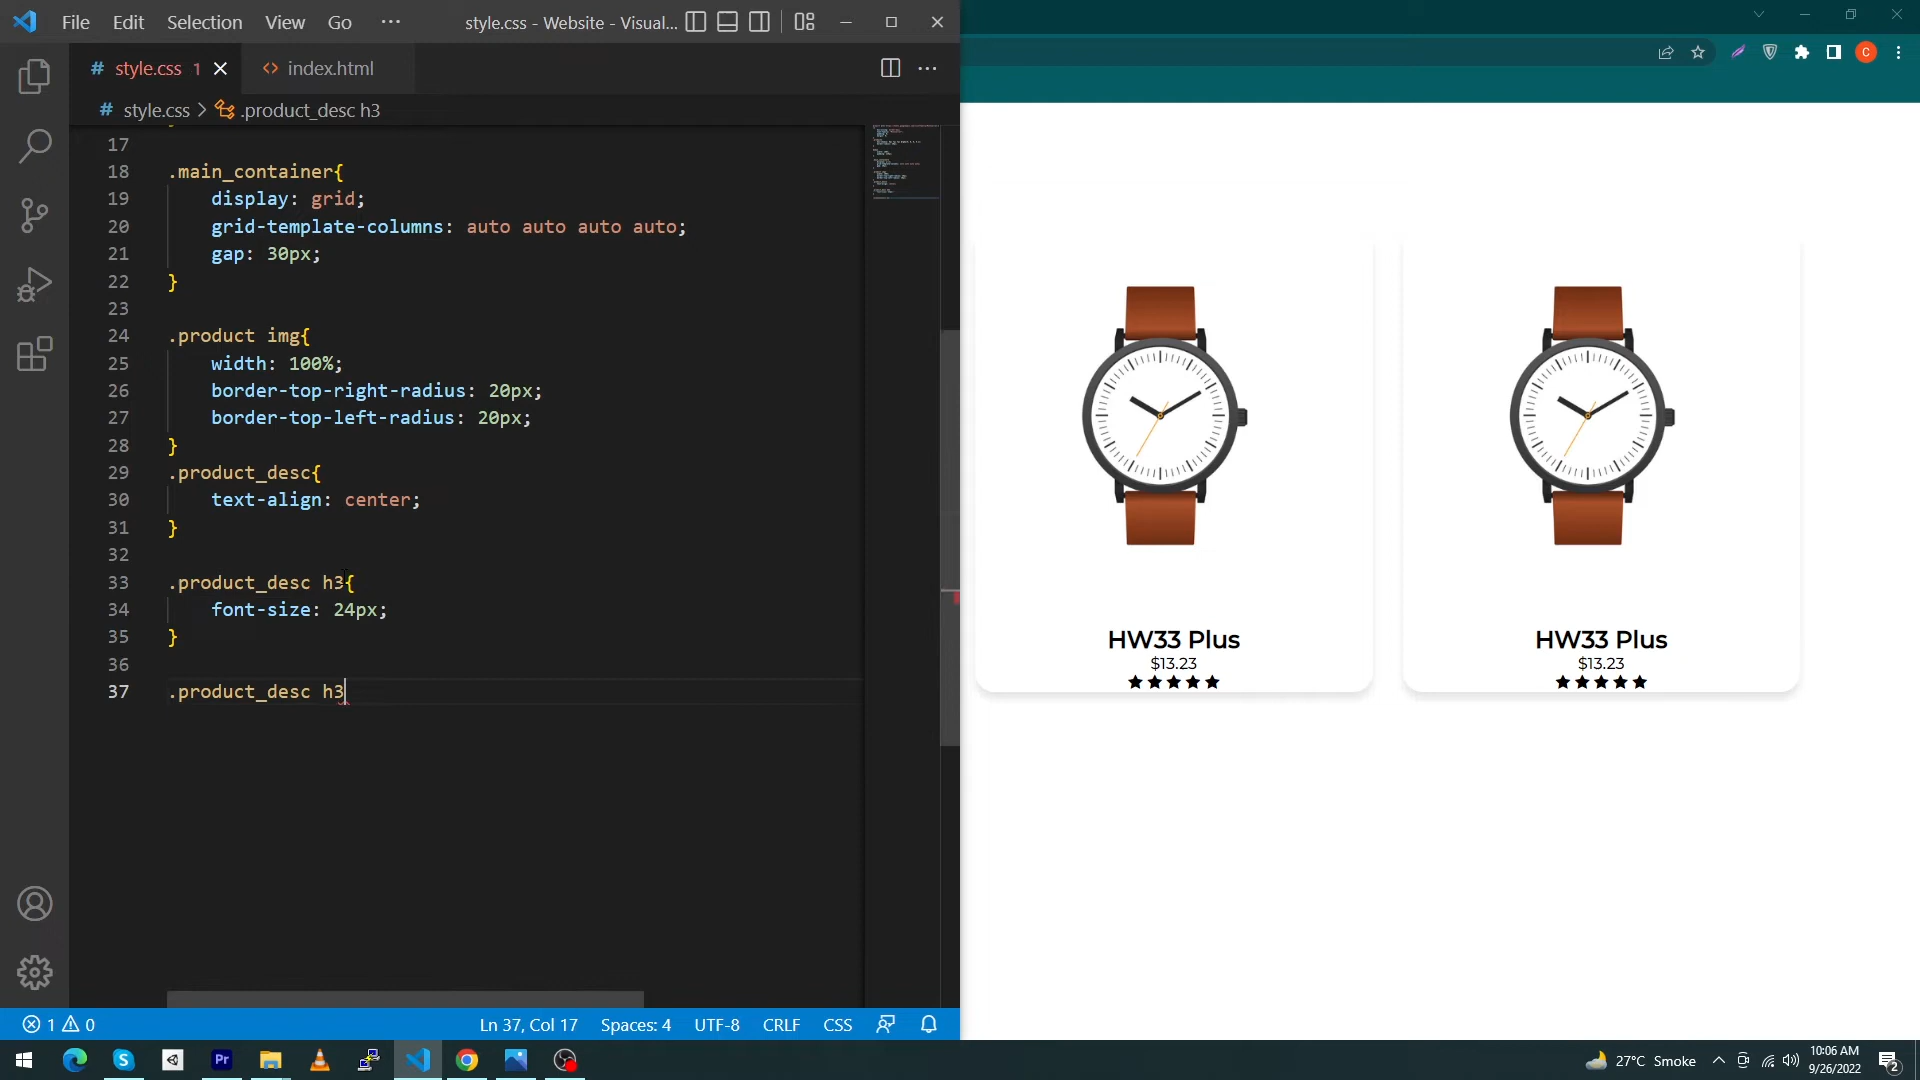 File Edit Selection View Go ··· style.css - Website - Visual...
# style.css 1 <> index.html
# style.css > .product_desc h3
17
18 .main_container{
19 display: grid;
20 grid-template-columns: auto auto auto auto;
21 gap: 30px;
22 }
23
24 .product img{
25 width: 100%;
26 border-top-right-radius: 20px;
27 border-top-left-radius: 20px;
28 }
29 .product_desc{
30 text-align: center;
31 }
32
33 .product_desc h3{
34 font-size: 24px;
35 }
36
37 .product_desc h3
C
HW33 Plus
$13.23
★★★★★
HW33 Plus
$13.23
★★★★★
1 0 Ln 37, Col 17 Spaces: 4 UTF-8 CRLF CSS
S Pr 27°C Smoke 10:06 AM
9/26/2022
2